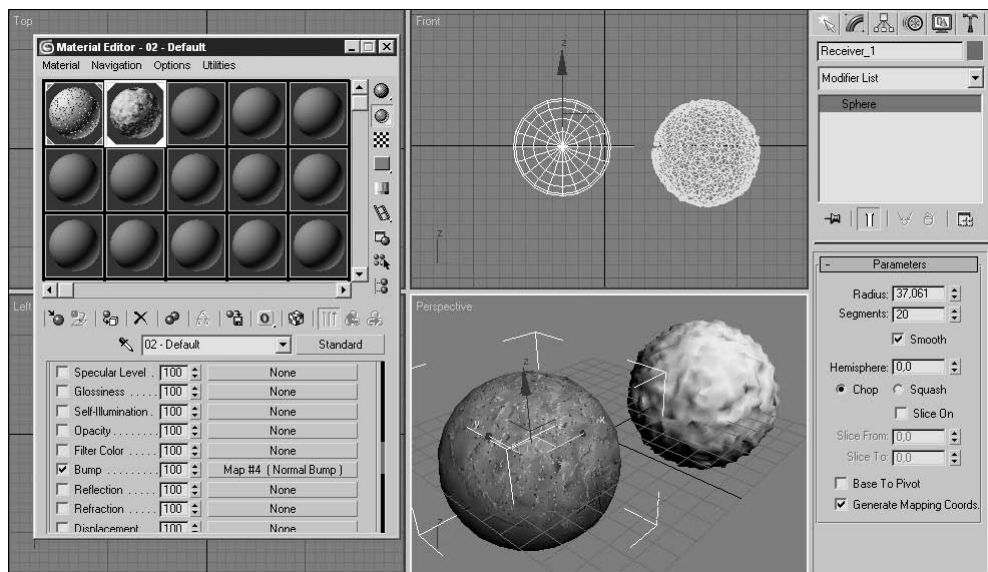 Top
Front
Material Editor - 02 - Default
Material Navigation Options Utilities
Receiver_1
Modifier List
Sphere
z
x
z
Left
Perspective
02 - Default
Standard
Specular Level . 100 None
Glossiness . . . . . 100 None
Self-Illumination . 100 None
Opacity . . . . . . . . 100 None
Filter Color . . . . . 100 None
Bump . . . . . . . . . 100 Map #4 ( Normal Bump )
Reflection . . . . . 100 None
Refraction . . . . . 100 None
Displacement None
z
z
- Parameters
Radius: 37,061
Segments: 20
Smooth
Hemisphere: 0,0
Chop Squash
Slice On
Slice From: 0,0
Slice To: 0,0
Base To Pivot
Generate Mapping Coords.